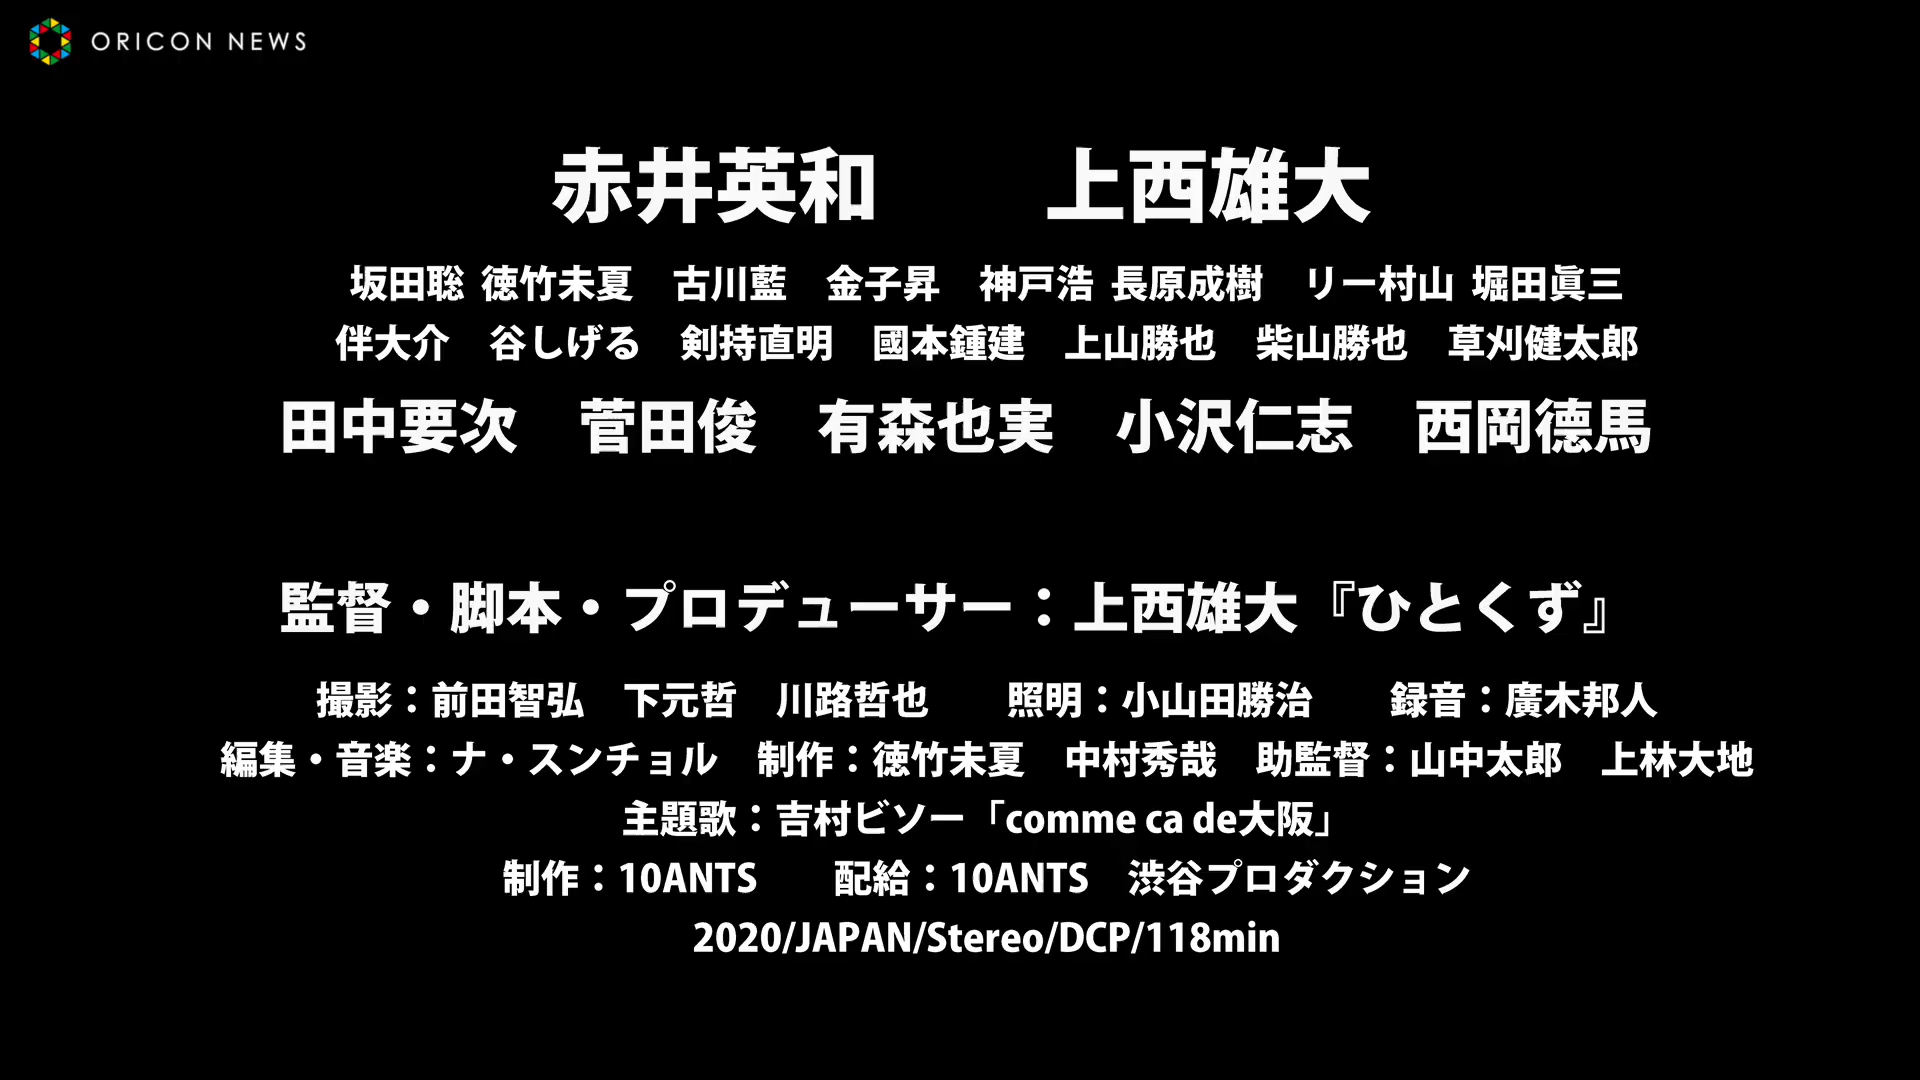 ORICON NEWS
赤井英和　上西雄大
坂田聡 徳竹未夏　古川藍　金子昇　神戸浩 長原成樹　リー村山 堀田眞三
伴大介　谷しげる　剣持直明　國本鍾建　上山勝也　柴山勝也　草刈健太郎
田中要次　菅田俊　有森也実　小沢仁志　西岡德馬
監督・脚本・プロデューサー：上西雄大『ひとくず』
撮影：前田智弘　下元哲　川路哲也　　照明：小山田勝治　　録音：廣木邦人
編集・音楽：ナ・スンチョル　制作：徳竹未夏　中村秀哉　助監督：山中太郎　上林大地
主題歌：吉村ビソー「comme ca de大阪」
制作：10ANTS　　配給：10ANTS　渋谷プロダクション
2020/JAPAN/Stereo/DCP/118min